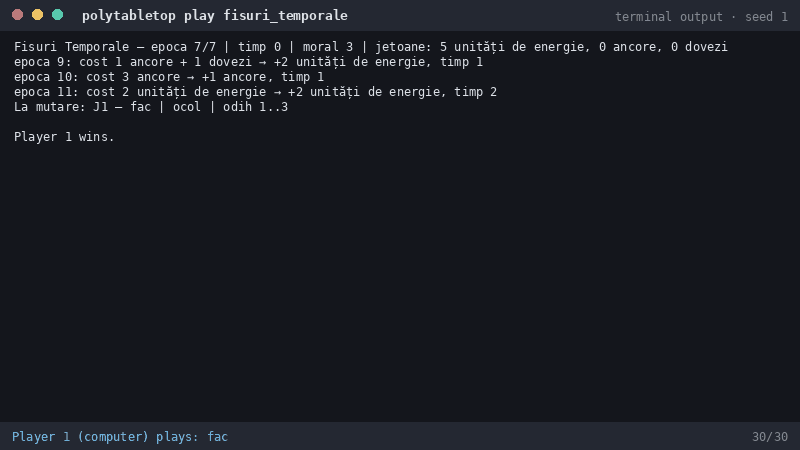 polytabletop play fisuri_temporale
terminal output · seed 1
Fisuri Temporale — epoca 7/7 | timp 0 | moral 3 | jetoane: 5 unități de energie, 0 ancore, 0 dovezi
epoca 9: cost 1 ancore + 1 dovezi → +2 unități de energie, timp 1
epoca 10: cost 3 ancore → +1 ancore, timp 1
epoca 11: cost 2 unități de energie → +2 unități de energie, timp 2
La mutare: J1 — fac | ocol | odih 1..3
Player 1 wins.
Player 1 (computer) plays: fac
30/30